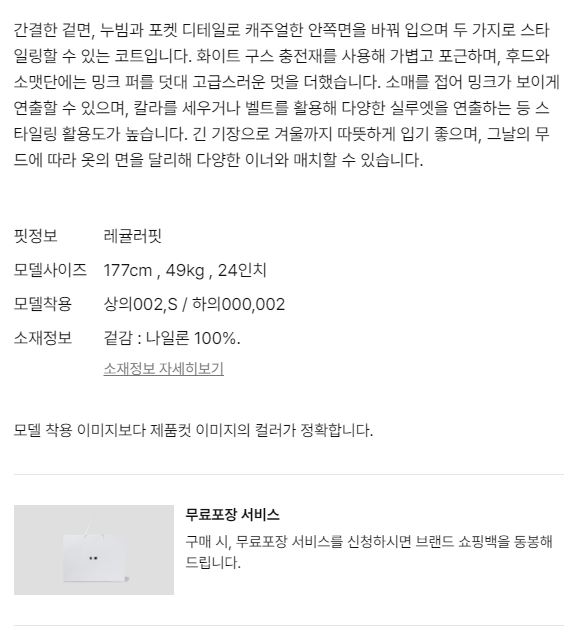 간결한 겉면, 누빔과 포켓 디테일로 캐주얼한 안쪽면을 바꿔 입으며 두 가지로 스타
일링할 수 있는 코트입니다. 화이트 구스 충전재를 사용해 가볍고 포근하며, 후드와
소맷단에는 밍크 퍼를 덧대 고급스러운 멋을 더했습니다. 소매를 접어 밍크가 보이게
연출할 수 있으며, 칼라를 세우거나 벨트를 활용해 다양한 실루엣을 연출하는 등 스
타일링 활용도가 높습니다. 긴 기장으로 겨울까지 따뜻하게 입기 좋으며, 그날의 무
드에 따라 옷의 면을 달리해 다양한 이너와 매치할 수 있습니다.
핏정보 레귤러핏
모델사이즈 177cm , 49kg , 24인치
모델착용 상의002,S / 하의000,002
소재정보 겉감 : 나일론 100%.
소재정보 자세히보기
모델 착용 이미지보다 제품컷 이미지의 컬러가 정확합니다.
무료포장 서비스
구매 시, 무료포장 서비스를 신청하시면 브랜드 쇼핑백을 동봉해
드립니다.